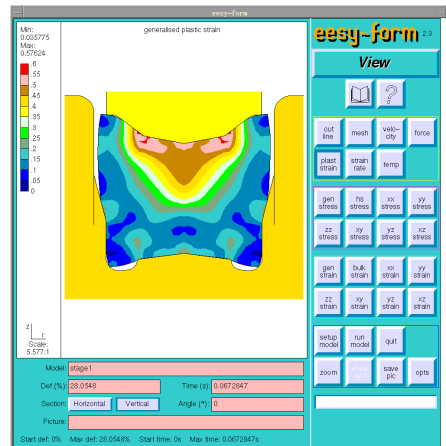 eesy-form
Min:
0.035775
Max:
0.57624
generalised plastic strain
.6
.55
.5
.45
.4
.35
.3
.25
.2
.15
.1
.05
0
z
r
Scale:
5.577:1
eesy-form 2.3
View
?
out line
mesh
velo-city
force
plast strain
strain rate
temp
gen stress
hs stress
xx stress
yy stress
zz stress
xy stress
yz stress
xz stress
gen strain
bulk strain
xx strain
yy strain
zz strain
xy strain
yz strain
xz strain
setup model
run model
quit
zoom
save pic
opts
Model: stage1
Def (%): 28.0548
Time (s): 0.0672847
Section: Horizontal Vertical
Angle (°): 0
Picture:
Start def: 0% Max def: 28.0548% Start time: 0s Max time: 0.0672847s